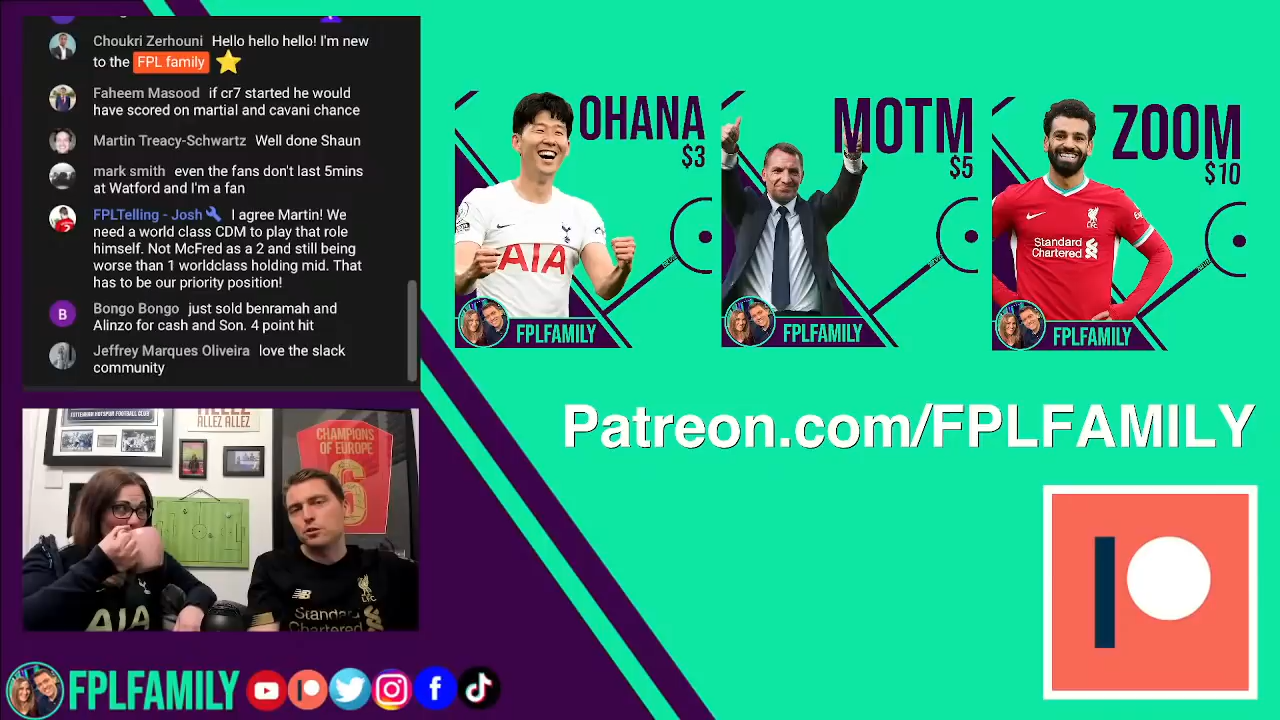 Choukri Zerhouni Hello hello hello! I'm new
to the FPL family
Faheem Masood if cr7 started he would
have scored on martial and cavani chance
Martin Treacy-Schwartz Well done Shaun
mark smith even the fans don't last 5mins
at Watford and I'm a fan
FPLTelling - Josh I agree Martin! We
need a world class CDM to play that role
himself. Not McFred as a 2 and still being
worse than 1 worldclass holding mid. That
has to be our priority position!
B
Bongo Bongo just sold benramah and
Alinzo for cash and Son. 4 point hit
Jeffrey Marques Oliveira love the slack
community
OHANA
$3
AIA
FPLFAMILY
MOTM
$5
FPLFAMILY
ZOOM
$10
Standard
Chartered
FPLFAMILY
Patreon.com/FPLFAMILY
TOTTENHAM HOTSPUR FOOTBALL CLUB
ALLEZ ALLEZ
CHAMPIONS
OF EUROPE
6
AIA
NB
LFC
Standard
Chartered
FPLFAMILY